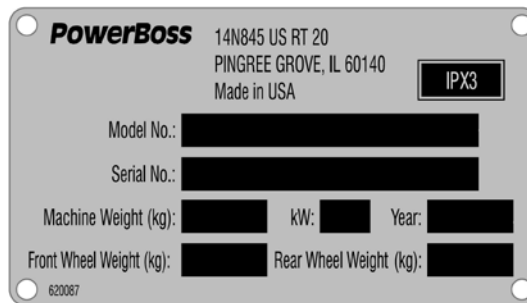 PowerBoss
14N845 US RT 20
PINGREE GROVE, IL 60140
Made in USA
IPX3
Model No.:
Serial No.:
Machine Weight (kg):
kW:
Year:
Front Wheel Weight (kg):
Rear Wheel Weight (kg):
620087